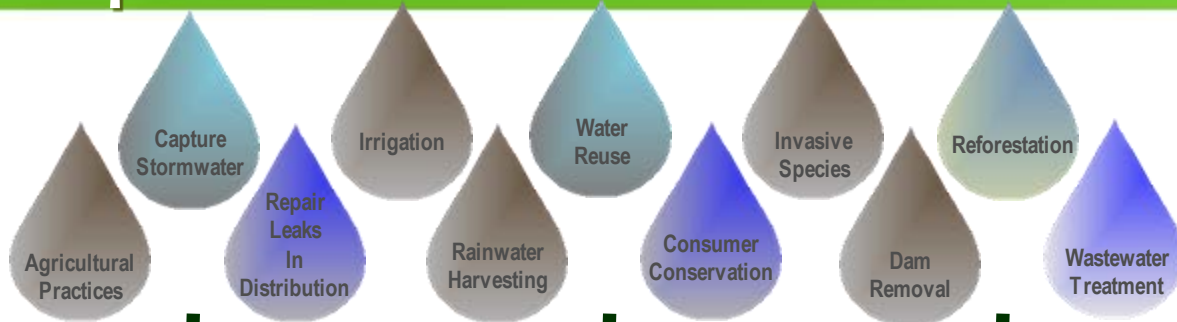 Capture
Stormwater
Irrigation
Water
Reuse
Invasive
Species
Reforestation
Agricultural
Practices
Repair
Leaks
In
Distribution
Rainwater
Harvesting
Consumer
Conservation
Dam
Removal
Wastewater
Treatment